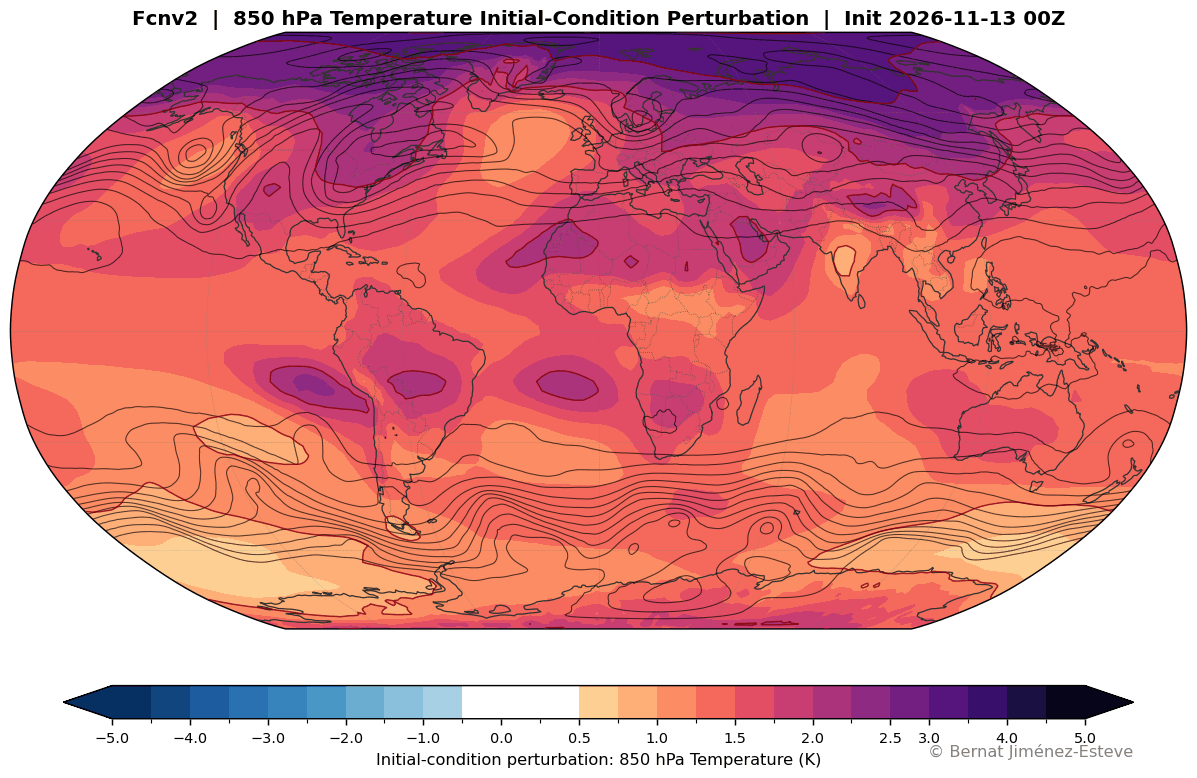 Fcnv2 | 850 hPa Temperature Initial-Condition Perturbation | Init 2026-11-13 00Z
−5.0 −4.0 −3.0 −2.0 −1.0 0.0 0.5 1.0 1.5 2.0 2.5 3.0 4.0 5.0
© Bernat Jiménez-Esteve
Initial-condition perturbation: 850 hPa Temperature (K)